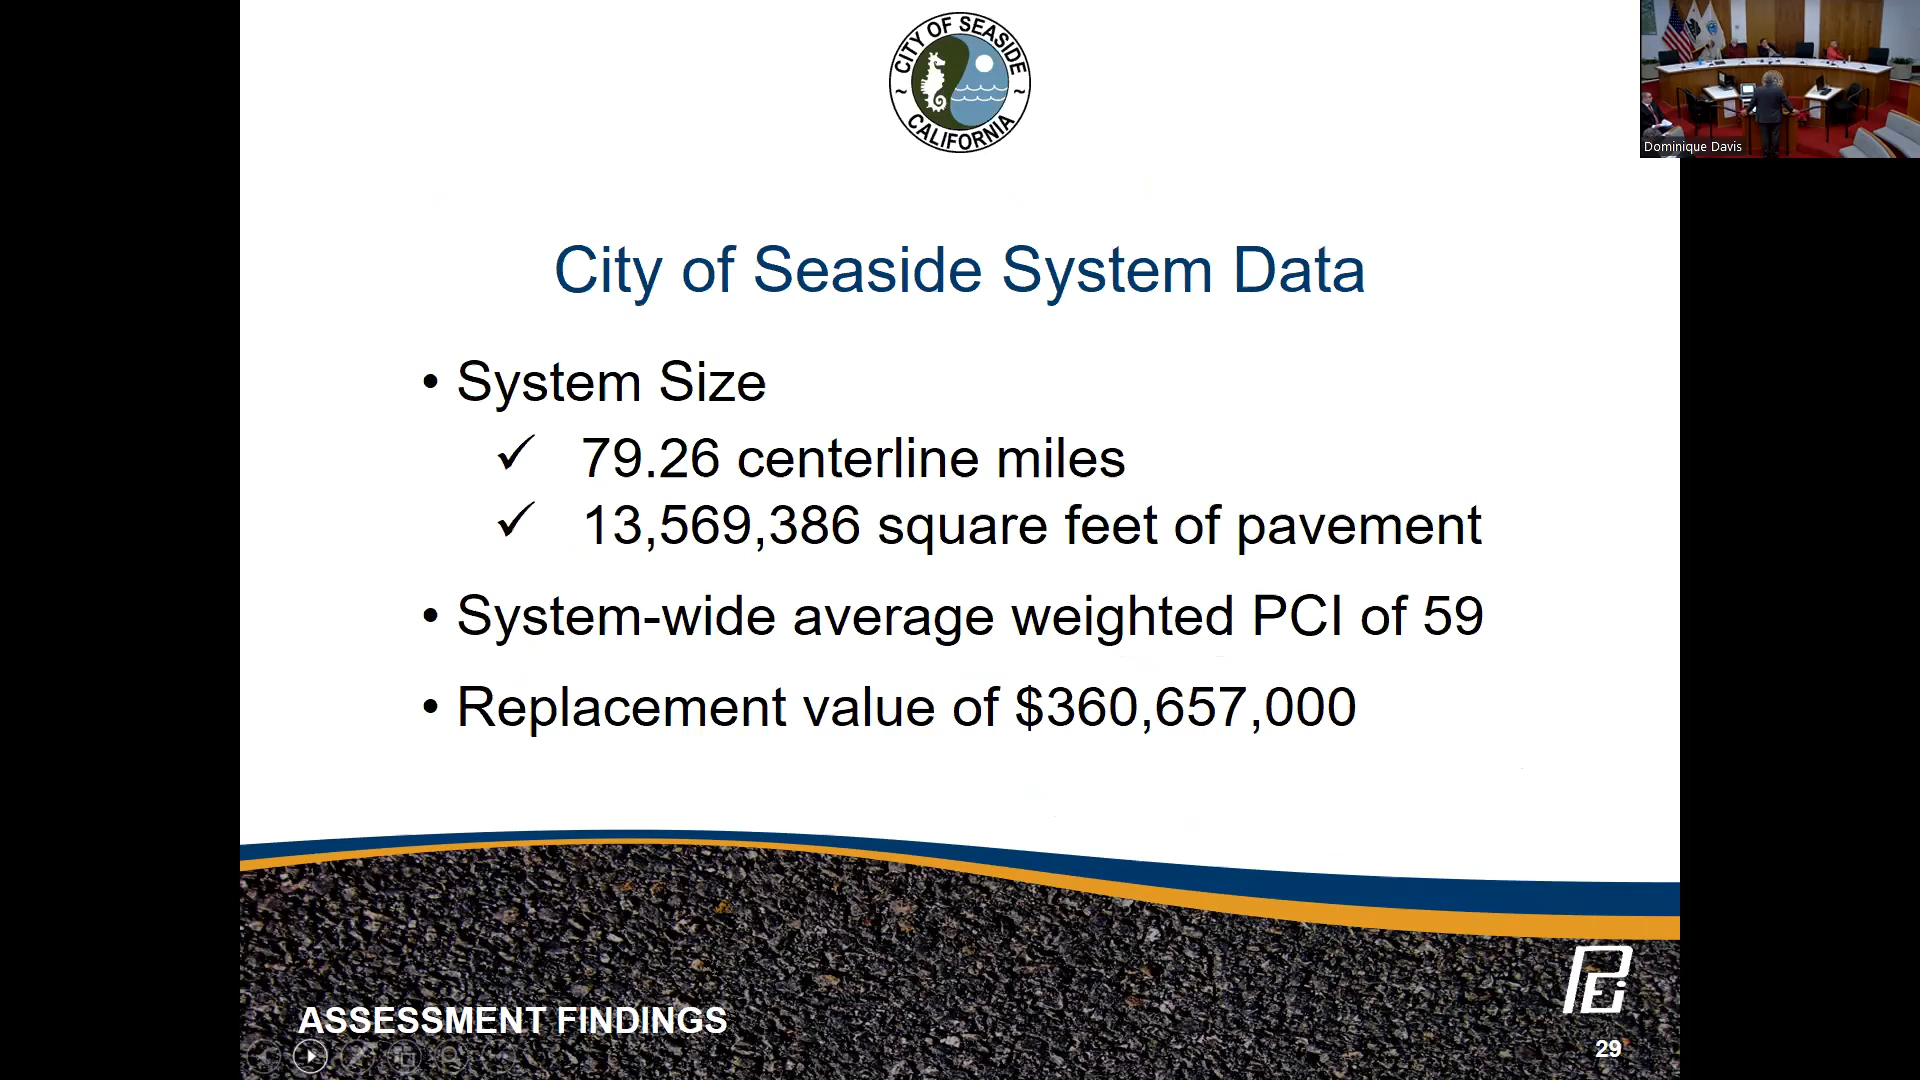 CITY OF SEASIDE
~ ~
CALIFORNIA
Dominique Davis
City of Seaside System Data
• System Size
✓ 79.26 centerline miles
✓ 13,569,386 square feet of pavement
• System-wide average weighted PCI of 59
• Replacement value of $360,657,000
PEi
ASSESSMENT FINDINGS
29